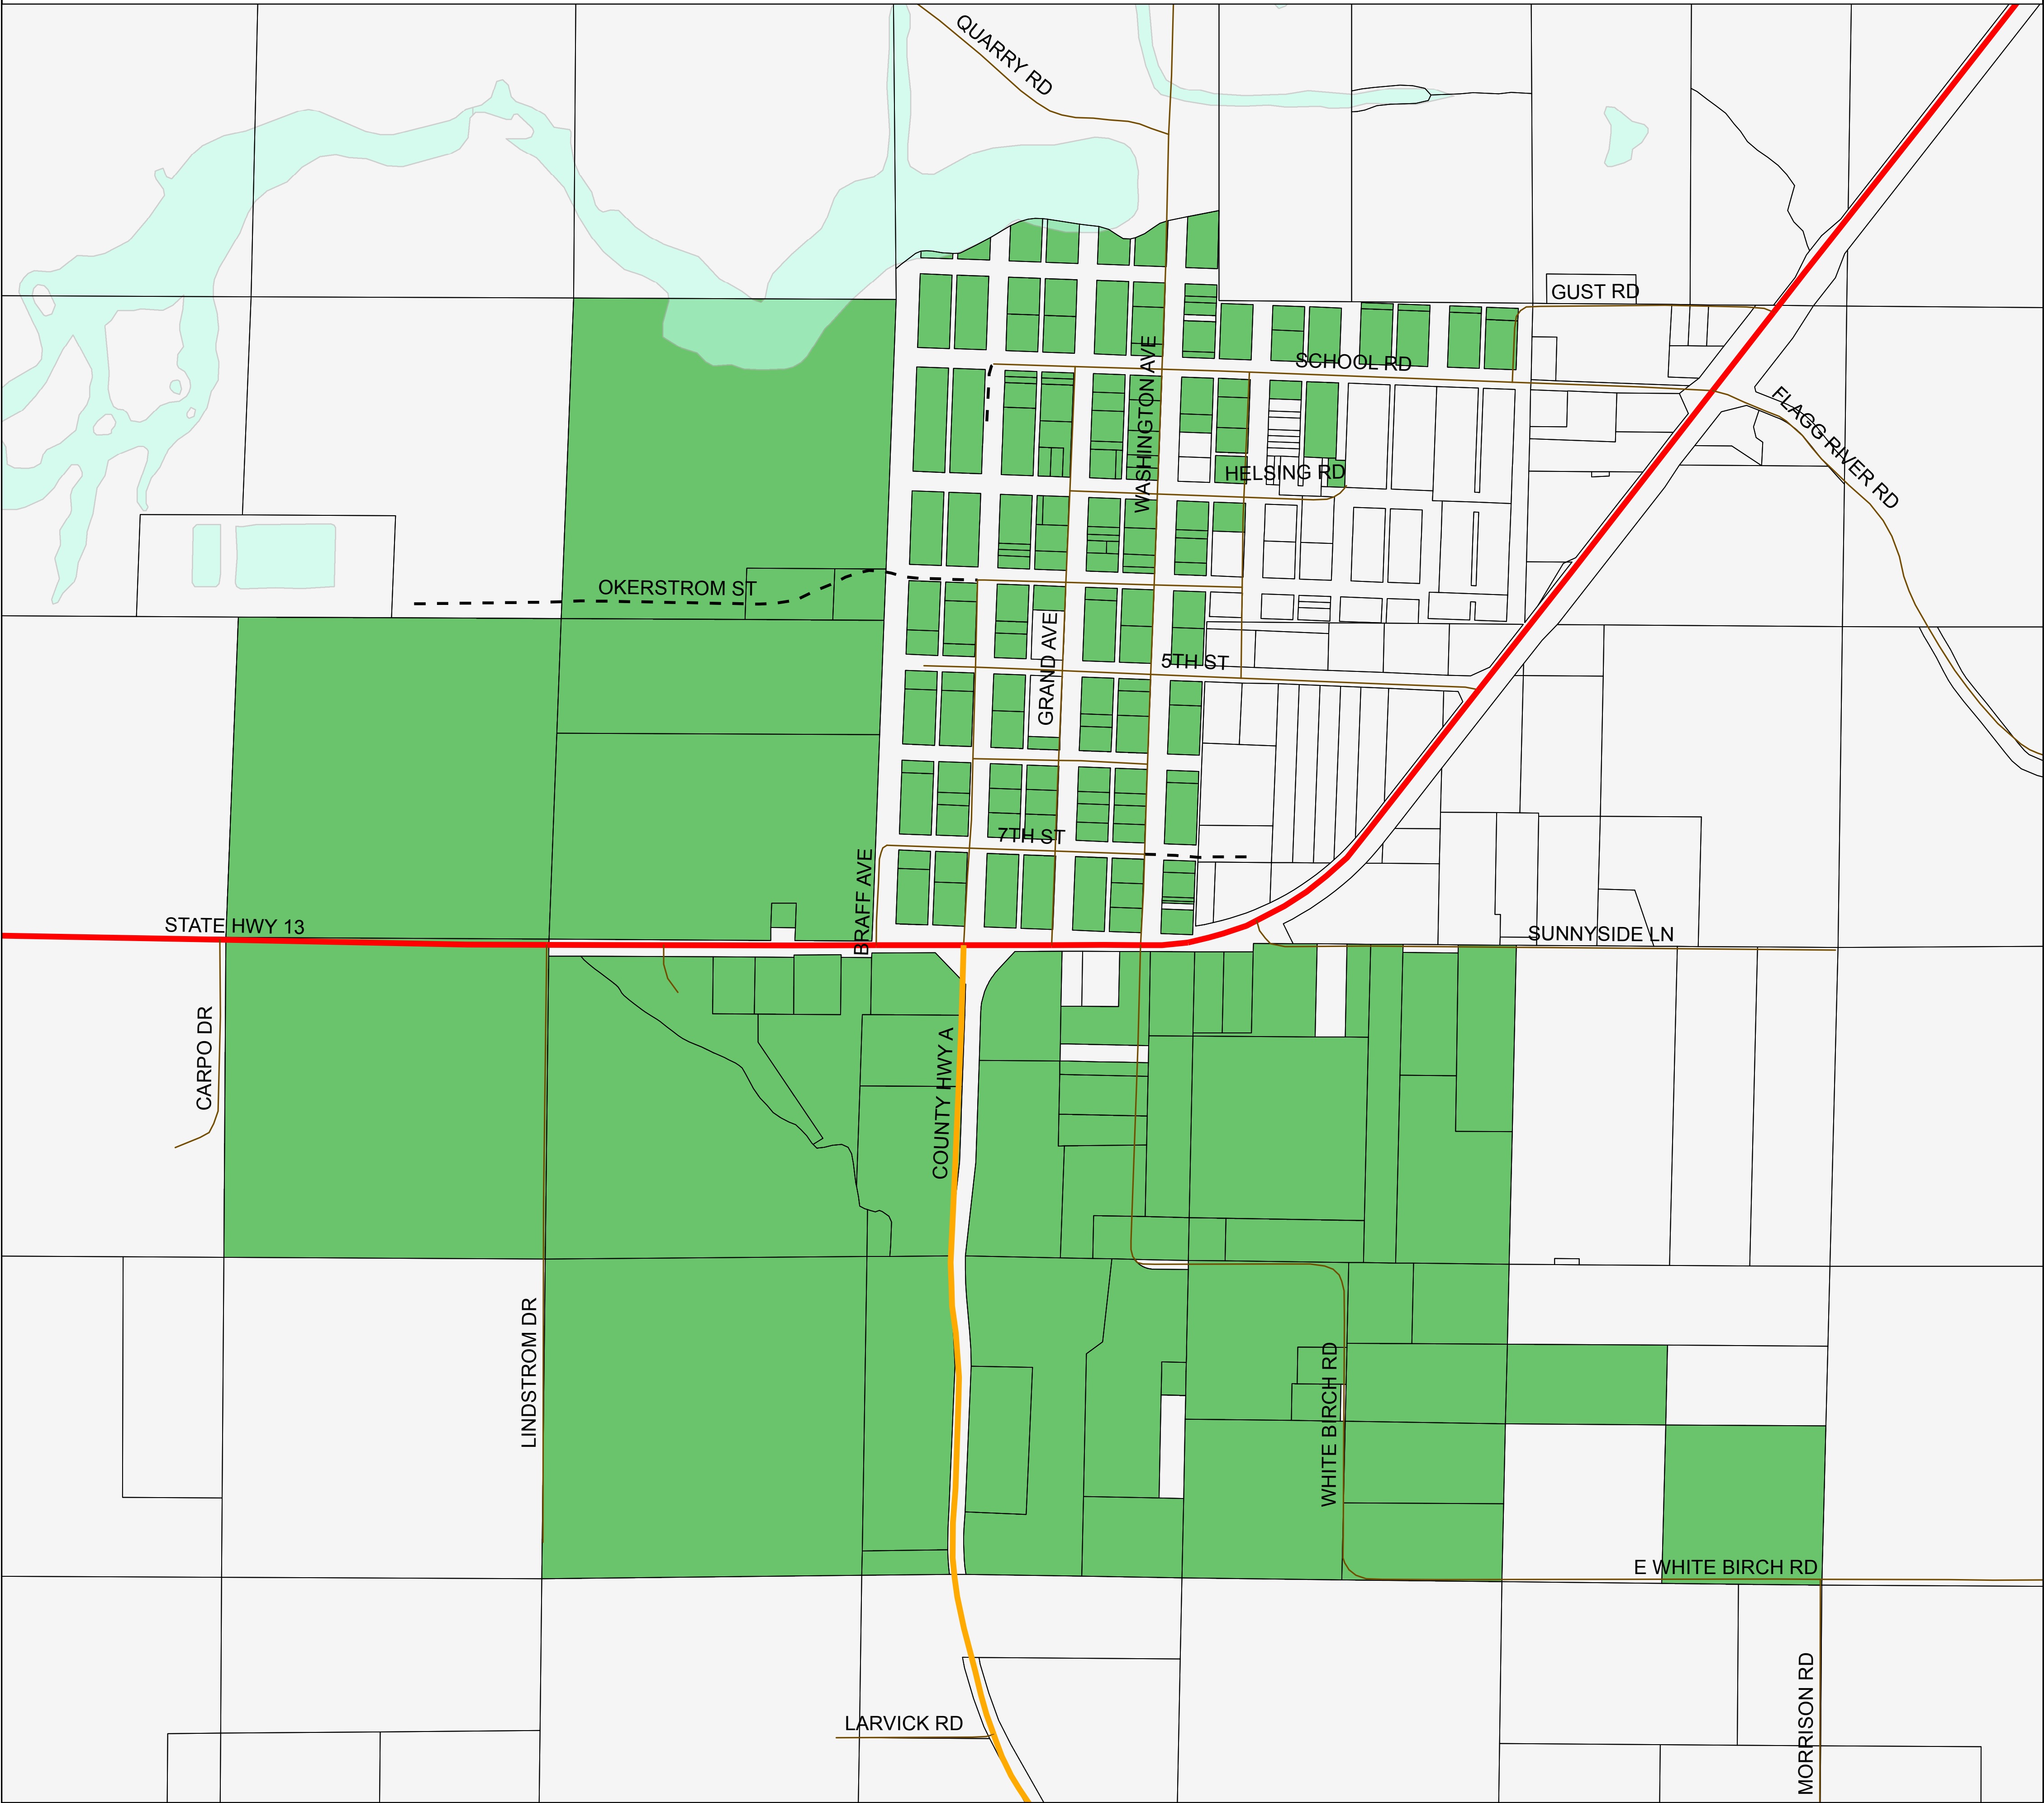 QUARRY RD
GUST RD
SCHOOL RD
WASHINGTON AVE
FLAGG RIVER RD
HELSING RD
OKERSTROM ST
GRAND AVE
5TH ST
7TH ST
BRAFF AVE
STATE HWY 13
SUNNYSIDE LN
CARPO DR
COUNTY HWY A
LINDSTROM DR
WHITE BIRCH RD
E WHITE BIRCH RD
LARVICK RD
MORRISON RD